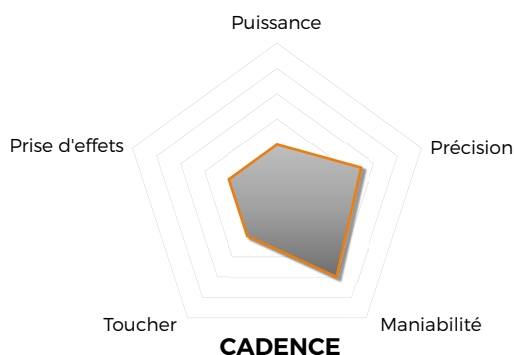 Puissance
Prise d'effets
Précision
Toucher
Maniabilité
CADENCE